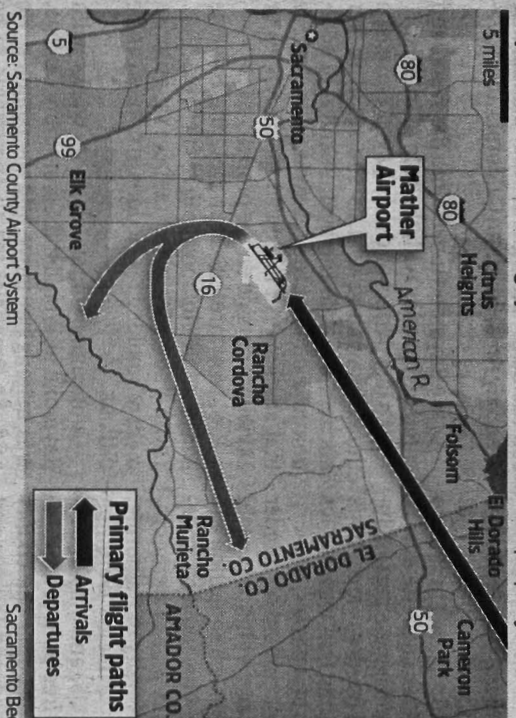 5 miles
80
Sacramento
80
Citrus
Heights
El Dorado
Hills
Folsom
Cameron
Park
50
American R.
Mather
Airport
50
EL DORADO CO.
SACRAMENTO CO.
Rancho
Cordova
16
Rancho
Murieta
AMADOR CO.
5
99
Elk Grove
Primary flight paths
Arrivals
Departures
Source: Sacramento County Airport System
Sacramento Be